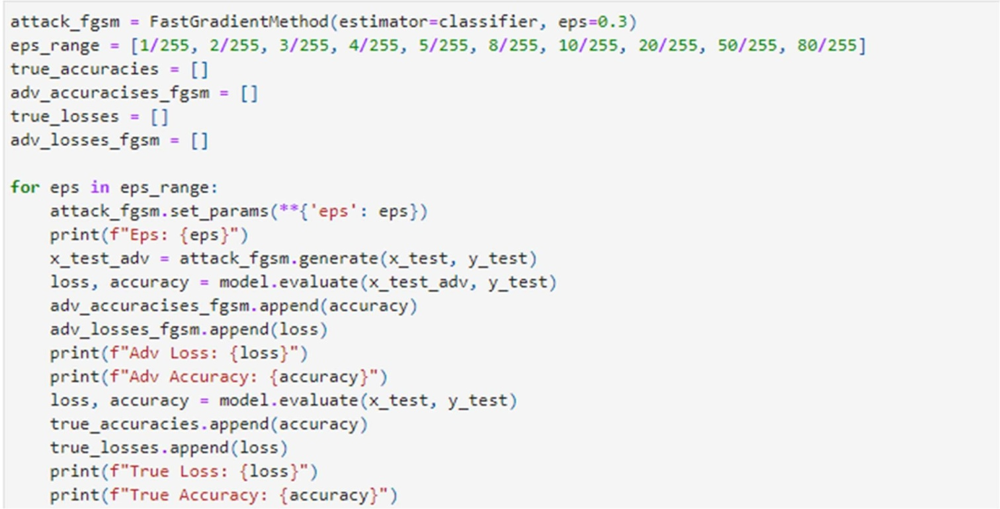 attack_fgsm = FastGradientMethod(estimator=classifier, eps=0.3)
eps_range = [1/255, 2/255, 3/255, 4/255, 5/255, 8/255, 10/255, 20/255, 50/255, 80/255]
true_accuracies = []
adv_accuracises_fgsm = []
true_losses = []
adv_losses_fgsm = []

for eps in eps_range:
    attack_fgsm.set_params(**{'eps': eps})
    print(f"Eps: {eps}")
    x_test_adv = attack_fgsm.generate(x_test, y_test)
    loss, accuracy = model.evaluate(x_test_adv, y_test)
    adv_accuracises_fgsm.append(accuracy)
    adv_losses_fgsm.append(loss)
    print(f"Adv Loss: {loss}")
    print(f"Adv Accuracy: {accuracy}")
    loss, accuracy = model.evaluate(x_test, y_test)
    true_accuracies.append(accuracy)
    true_losses.append(loss)
    print(f"True Loss: {loss}")
    print(f"True Accuracy: {accuracy}")